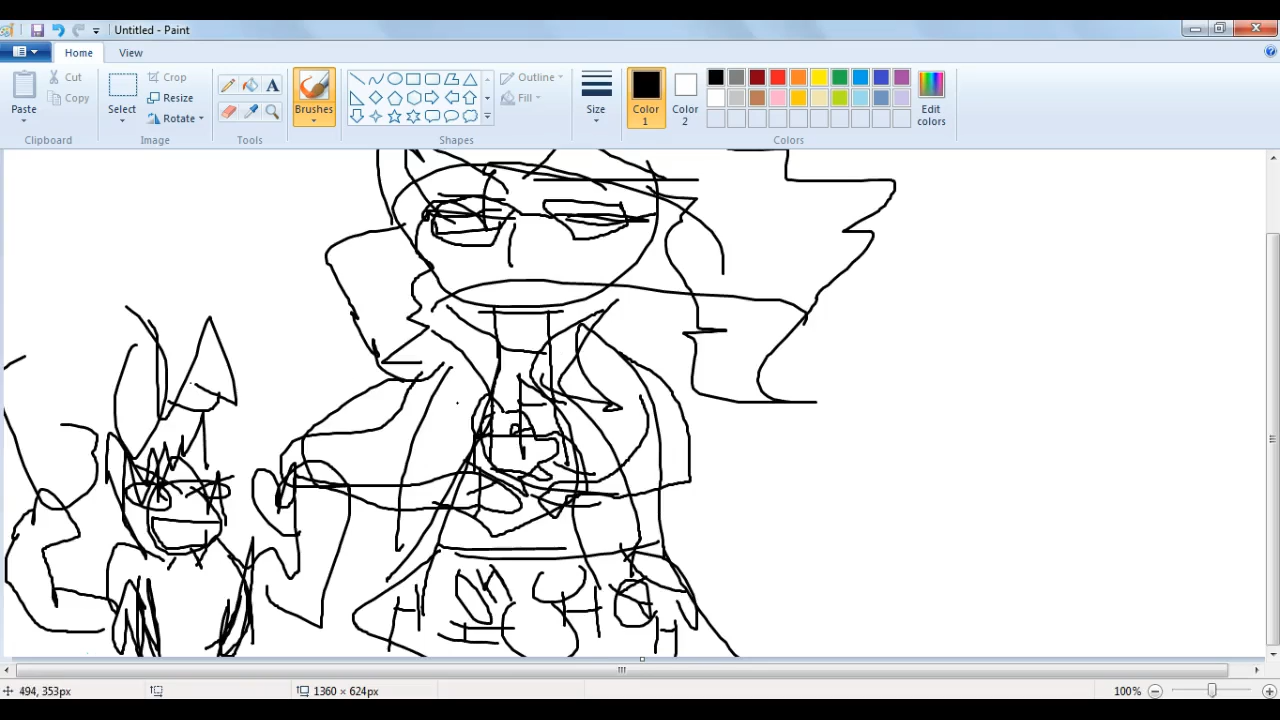 Untitled - Paint
Home View
Paste
Cut
Copy
Clipboard
Select
Crop
Resize
Rotate
Image
Tools
Brushes
Shapes
Outline
Fill
Size
Color 1
Color 2
Edit colors
Colors
494, 353px
1360 × 624px
100%